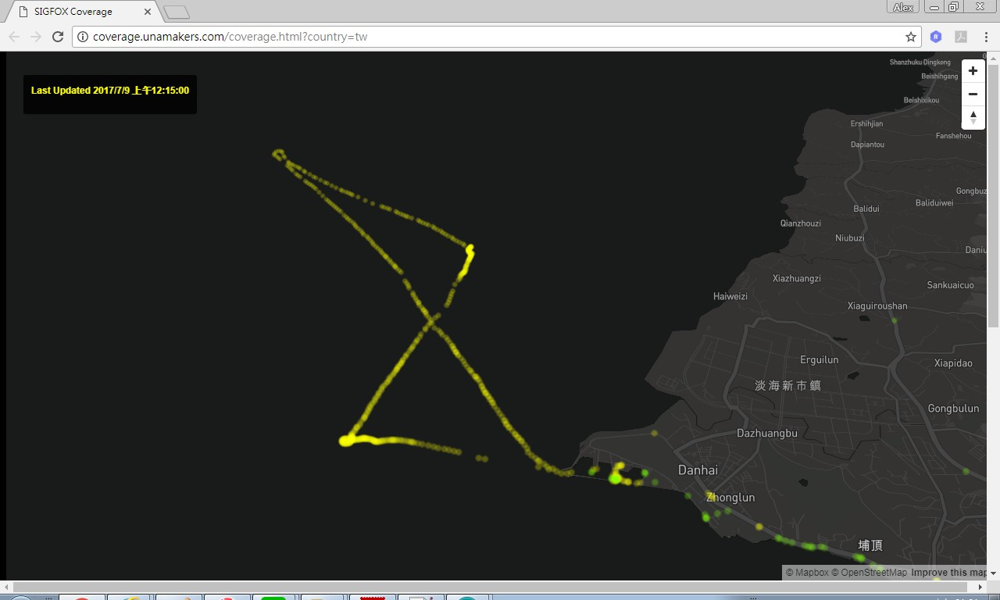 SIGFOX Coverage
Alex
coverage.unamakers.com/coverage.html?country=tw
Last Updated 2017/7/9 上午12:15:00
Shanzhuku Dingkeng
Beishihgang
Beishixikou
Ershihjian
Fanshehou
Dapiantou
Gongbuz
Baliduiwei
Balidui
Qianzhouzi
Niubuzi
Daniu
Xiazhuangzi
Sankuaicuo
Haiweizi
Xiaguiroushan
Erguilun
Xiapidao
淡海新市鎮
Gongbulun
Dazhuangbu
Danhai
Zhonglun
埔頂
© Mapbox © OpenStreetMap Improve this map